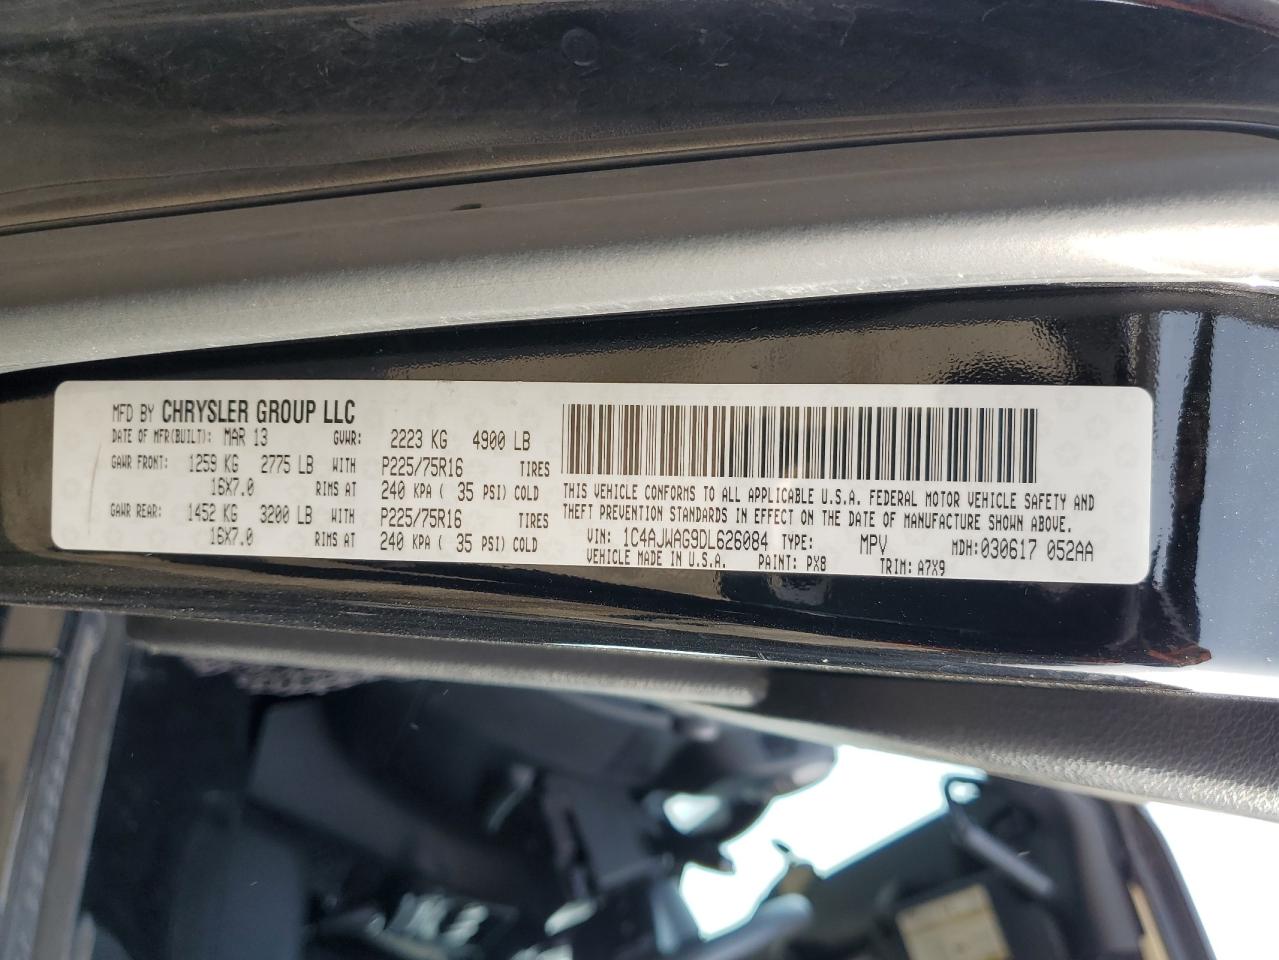 MFD BY CHRYSLER GROUP LLC
DATE OF MFR(BUILT): MAR 13 GVWR: 2223 KG 4900 LB
GAWR FRONT: 1259 KG 2775 LB WITH P225/75R16 TIRES
16X7.0 RIMS AT 240 KPA ( 35 PSI) COLD
GAWR REAR: 1452 KG 3200 LB WITH P225/75R16 TIRES
16X7.0 RIMS AT 240 KPA ( 35 PSI) COLD
THIS VEHICLE CONFORMS TO ALL APPLICABLE U.S.A. FEDERAL MOTOR VEHICLE SAFETY AND
THEFT PREVENTION STANDARDS IN EFFECT ON THE DATE OF MANUFACTURE SHOWN ABOVE.
VIN: 1C4AJWAG9DL626084 TYPE: MPV MDH: 030617 052AA
VEHICLE MADE IN U.S.A. PAINT: PX8 TRIM: A7X9